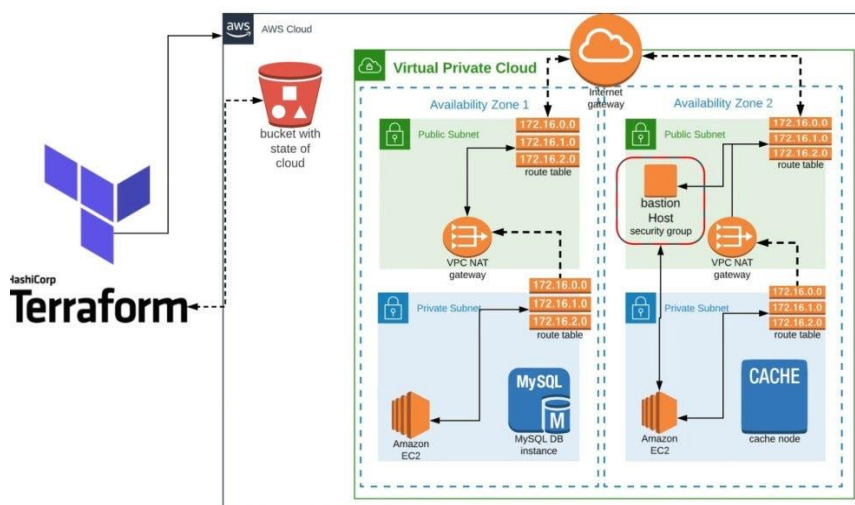 aws
AWS Cloud
bucket with
state of
cloud
HashiCorp
Terraform
Virtual Private Cloud
Internet
gateway
Availability Zone 1
Public Subnet
172.16.0.0
172.16.1.0
172.16.2.0
route table
VPC NAT
gateway
Private Subnet
172.16.0.0
172.16.1.0
172.16.2.0
route table
Amazon
EC2
MySQL
M
MySQL DB
instance
Availability Zone 2
Public Subnet
172.16.0.0
172.16.1.0
172.16.2.0
route table
bastion
Host
security group
VPC NAT
gateway
Private Subnet
172.16.0.0
172.16.1.0
172.16.2.0
route table
Amazon
EC2
CACHE
cache node